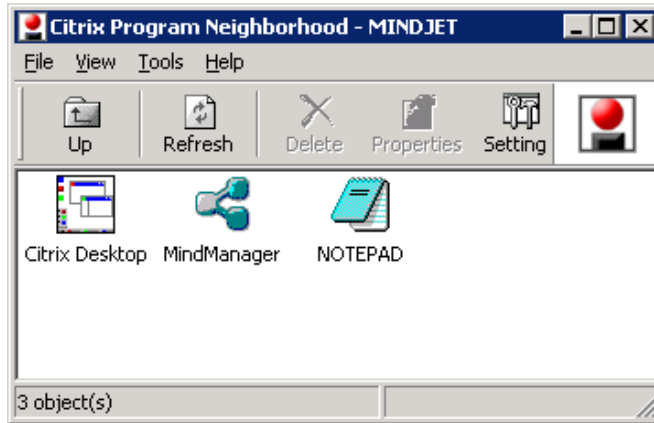 Citrix Program Neighborhood - MINDJET
File View Tools Help
Up Refresh Delete Properties Setting
Citrix Desktop MindManager NOTEPAD
3 object(s)